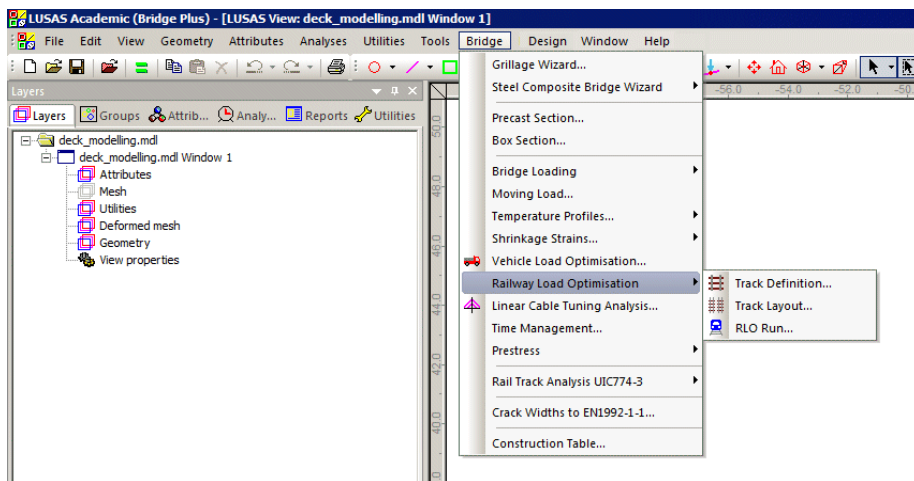 LUSAS Academic (Bridge Plus) - [LUSAS View: deck_modelling.mdl Window 1]
File Edit View Geometry Attributes Analyses Utilities Tools Bridge Design Window Help
Layers
Layers Groups Attrib... Analy... Reports Utilities
deck_modelling.mdl
deck_modelling.mdl Window 1
Attributes
Mesh
Utilities
Deformed mesh
Geometry
View properties
50.0
48.0
46.0
44.0
42.0
40.0
Grillage Wizard...
Steel Composite Bridge Wizard
Precast Section...
Box Section...
Bridge Loading
Moving Load...
Temperature Profiles...
Shrinkage Strains...
Vehicle Load Optimisation...
Railway Load Optimisation
Linear Cable Tuning Analysis...
Time Management...
Prestress
Rail Track Analysis UIC774-3
Crack Widths to EN1992-1-1...
Construction Table...
Track Definition...
Track Layout...
RLO Run...
-56.0 -54.0 -52.0